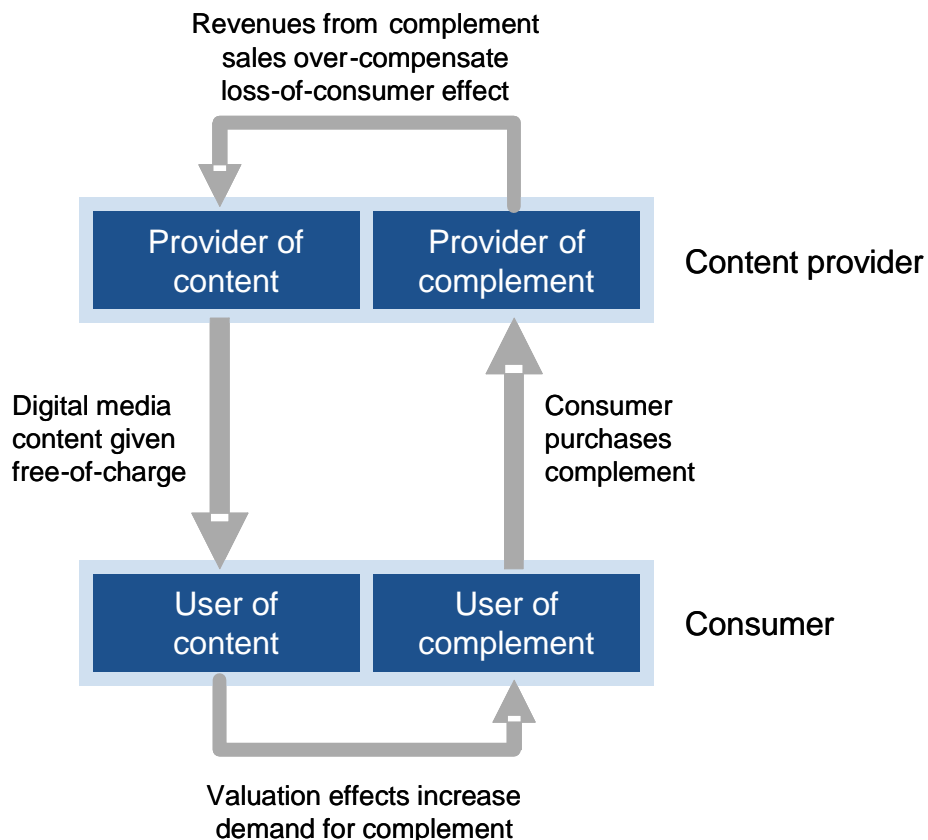 Revenues from complement
sales over-compensate
loss-of-consumer effect
Provider of
content
Provider of
complement
Content provider
Digital media
content given
free-of-charge
Consumer
purchases
complement
User of
content
User of
complement
Consumer
Valuation effects increase
demand for complement